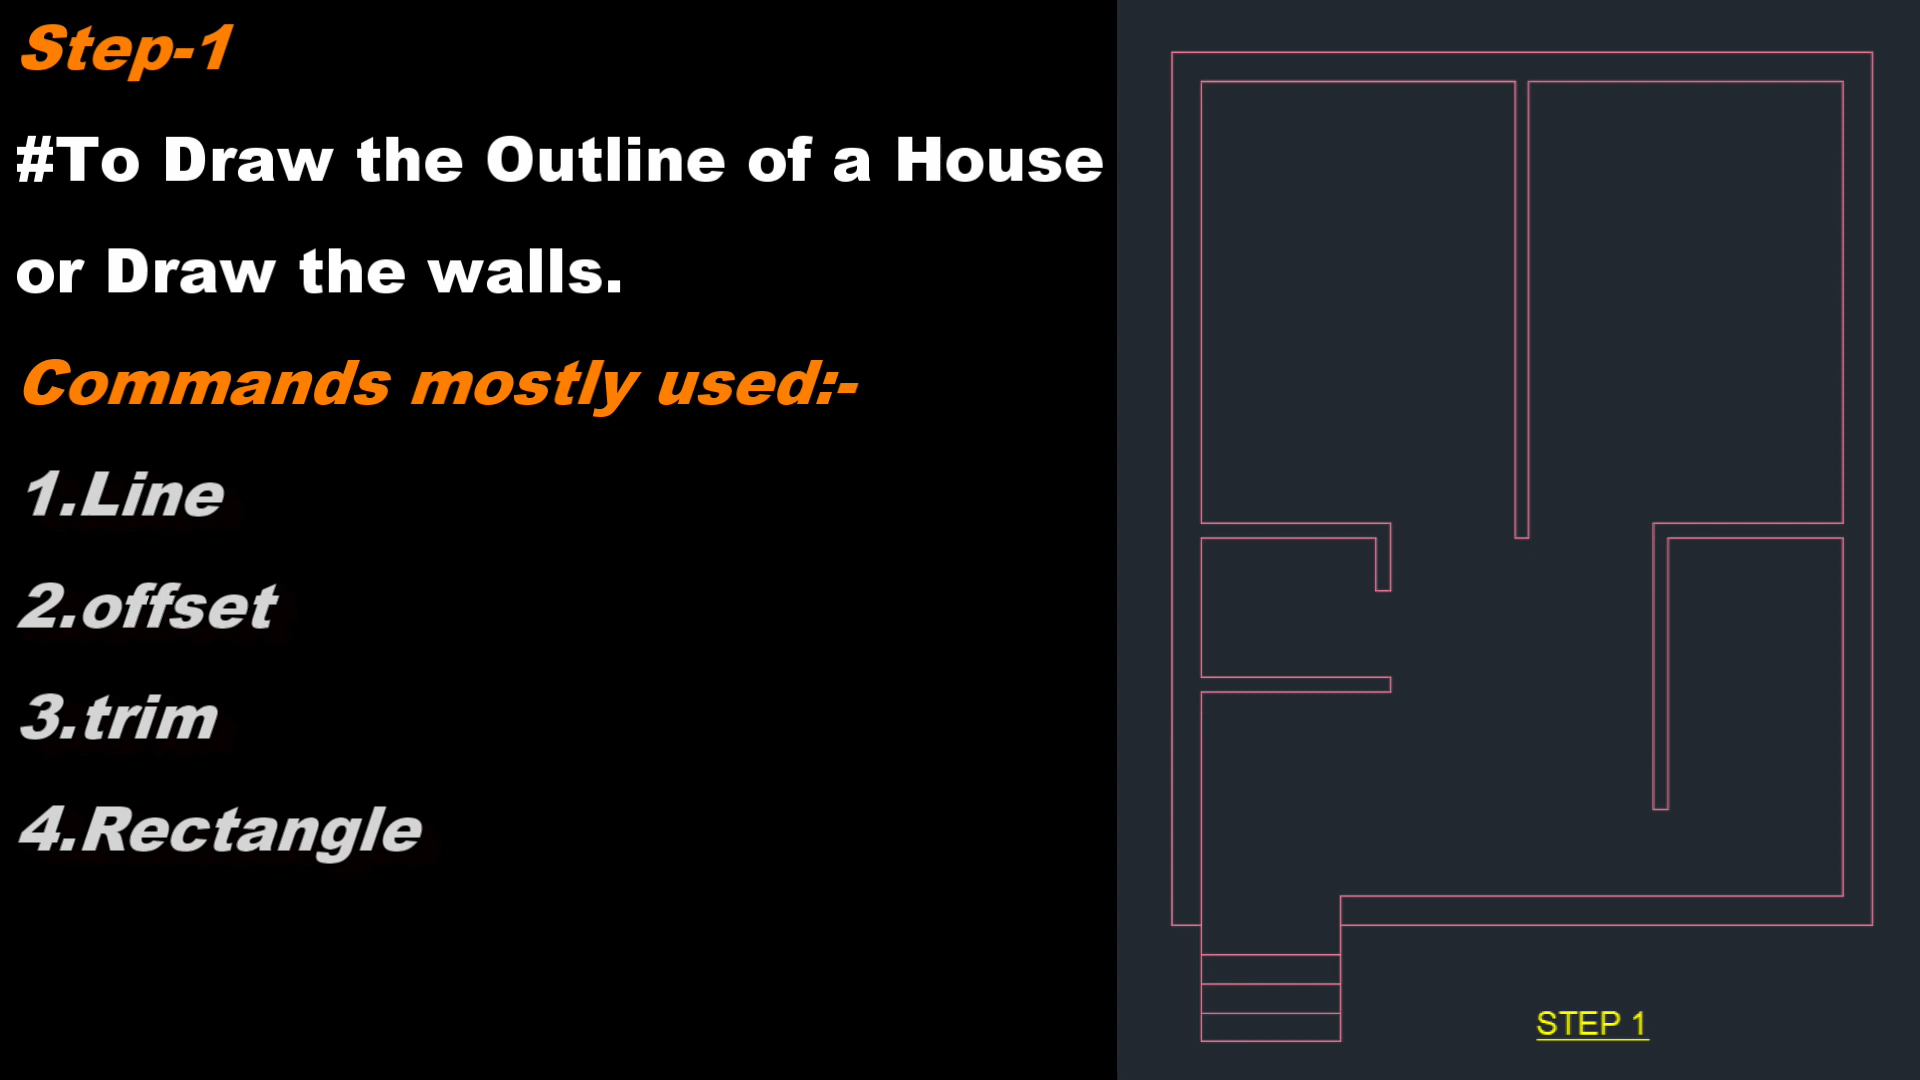 Step-1
#To Draw the Outline of a House
or Draw the walls.
Commands mostly used:-
1.Line
2.offset
3.trim
4.Rectangle
STEP 1